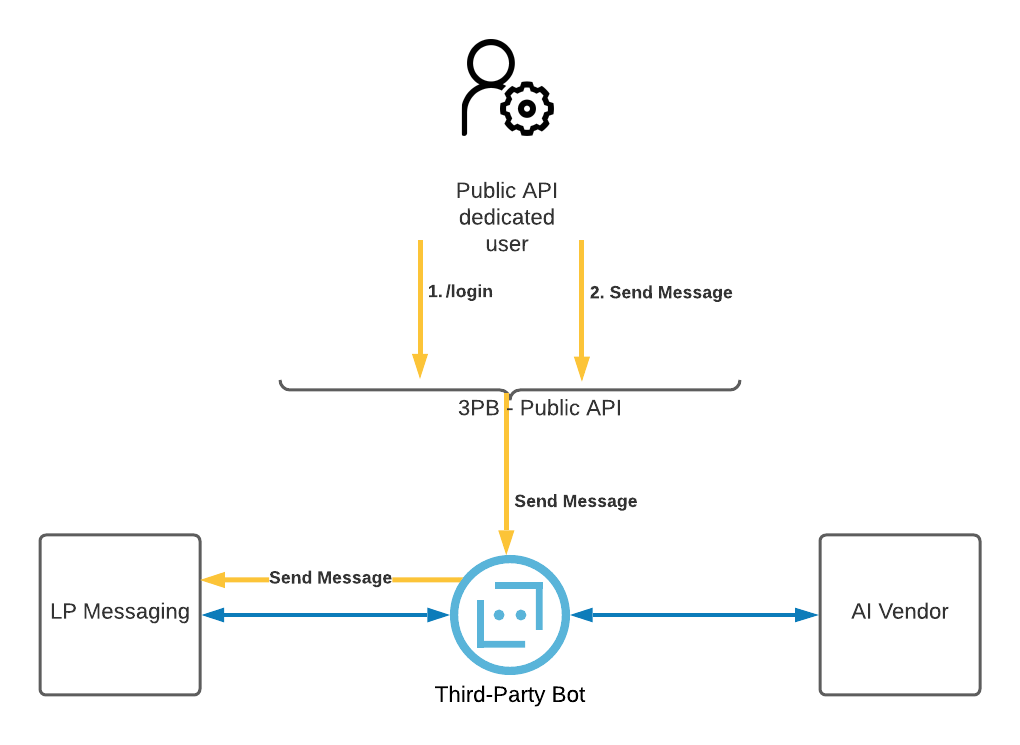 Public API
dedicated
user
1. /login
2. Send Message
3PB - Public API
Send Message
Send Message
LP Messaging
AI Vendor
Third-Party Bot